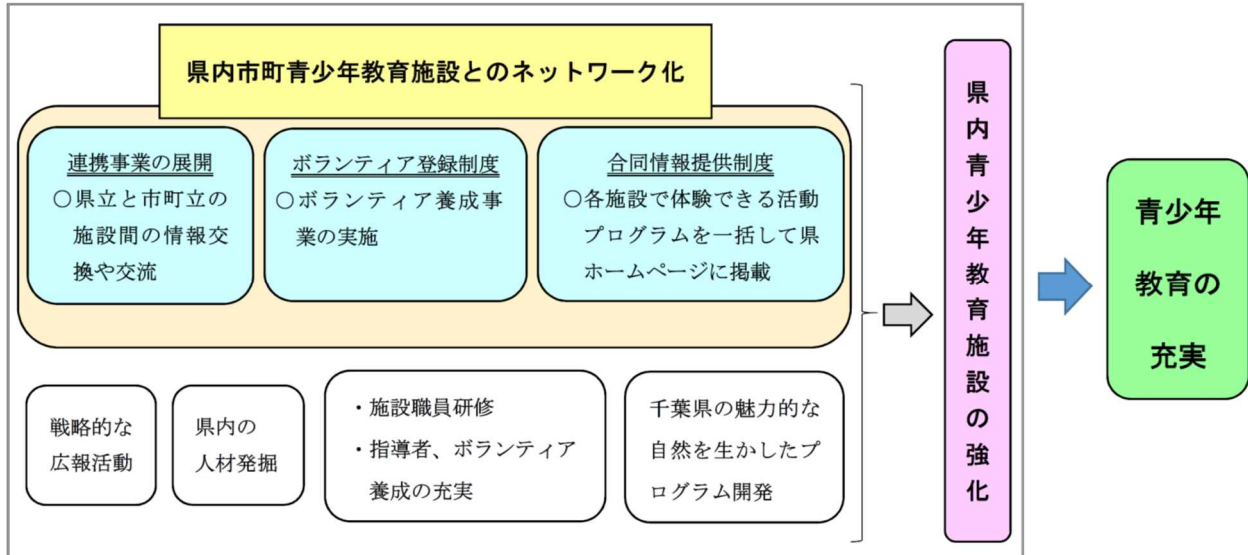 県内市町青少年教育施設とのネットワーク化
連携事業の展開
○県立と市町立の
施設間の情報交
換や交流
ボランティア登録制度
○ボランティア養成事
業の実施
合同情報提供制度
○各施設で体験できる活動
プログラムを一括して県
ホームページに掲載
戦略的な
広報活動
県内の
人材発掘
・施設職員研修
・指導者、ボランティア
養成の充実
千葉県の魅力的な
自然を生かしたプ
ログラム開発
県内青少年教育施設の強化
青少年
教育の
充実